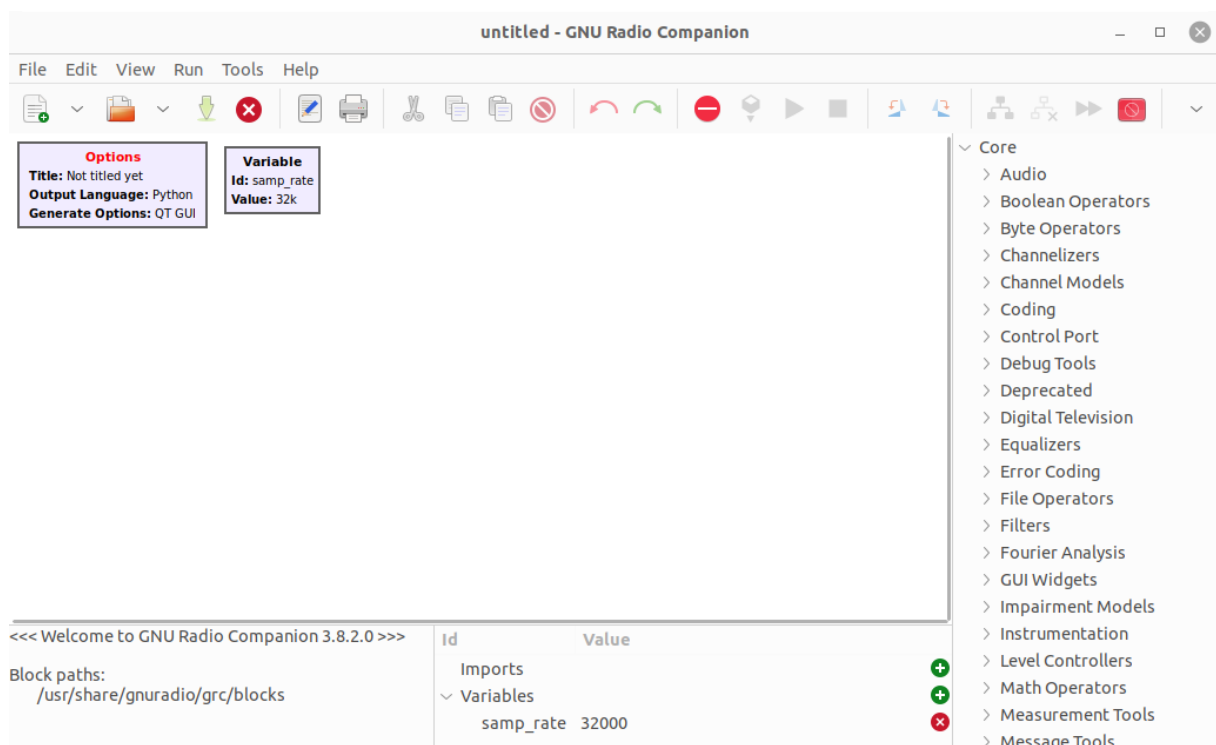 untitled - GNU Radio Companion
File Edit View Run Tools Help
Options
Title: Not titled yet
Output Language: Python
Generate Options: QT GUI
Variable
Id: samp_rate
Value: 32k
Core
Audio
Boolean Operators
Byte Operators
Channelizers
Channel Models
Coding
Control Port
Debug Tools
Deprecated
Digital Television
Equalizers
Error Coding
File Operators
Filters
Fourier Analysis
GUI Widgets
Impairment Models
Instrumentation
Level Controllers
Math Operators
Measurement Tools
Message Tools
<<< Welcome to GNU Radio Companion 3.8.2.0 >>>
Block paths:
/usr/share/gnuradio/grc/blocks
Id Value
Imports
Variables
samp_rate 32000